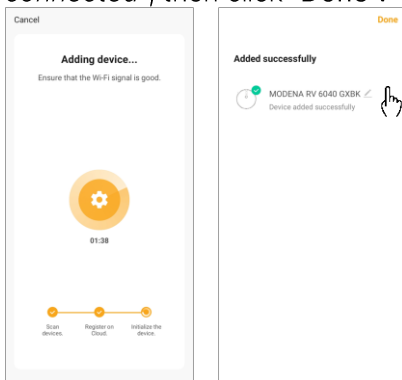 connected", then click "Done".
Cancel
Adding device...
Ensure that the Wi-Fi signal is good.
01:38
Scan devices.
Register on Cloud.
Initialize the device.
Done
Added successfully
MODENA RV 6040 GXBK
Device added successfully